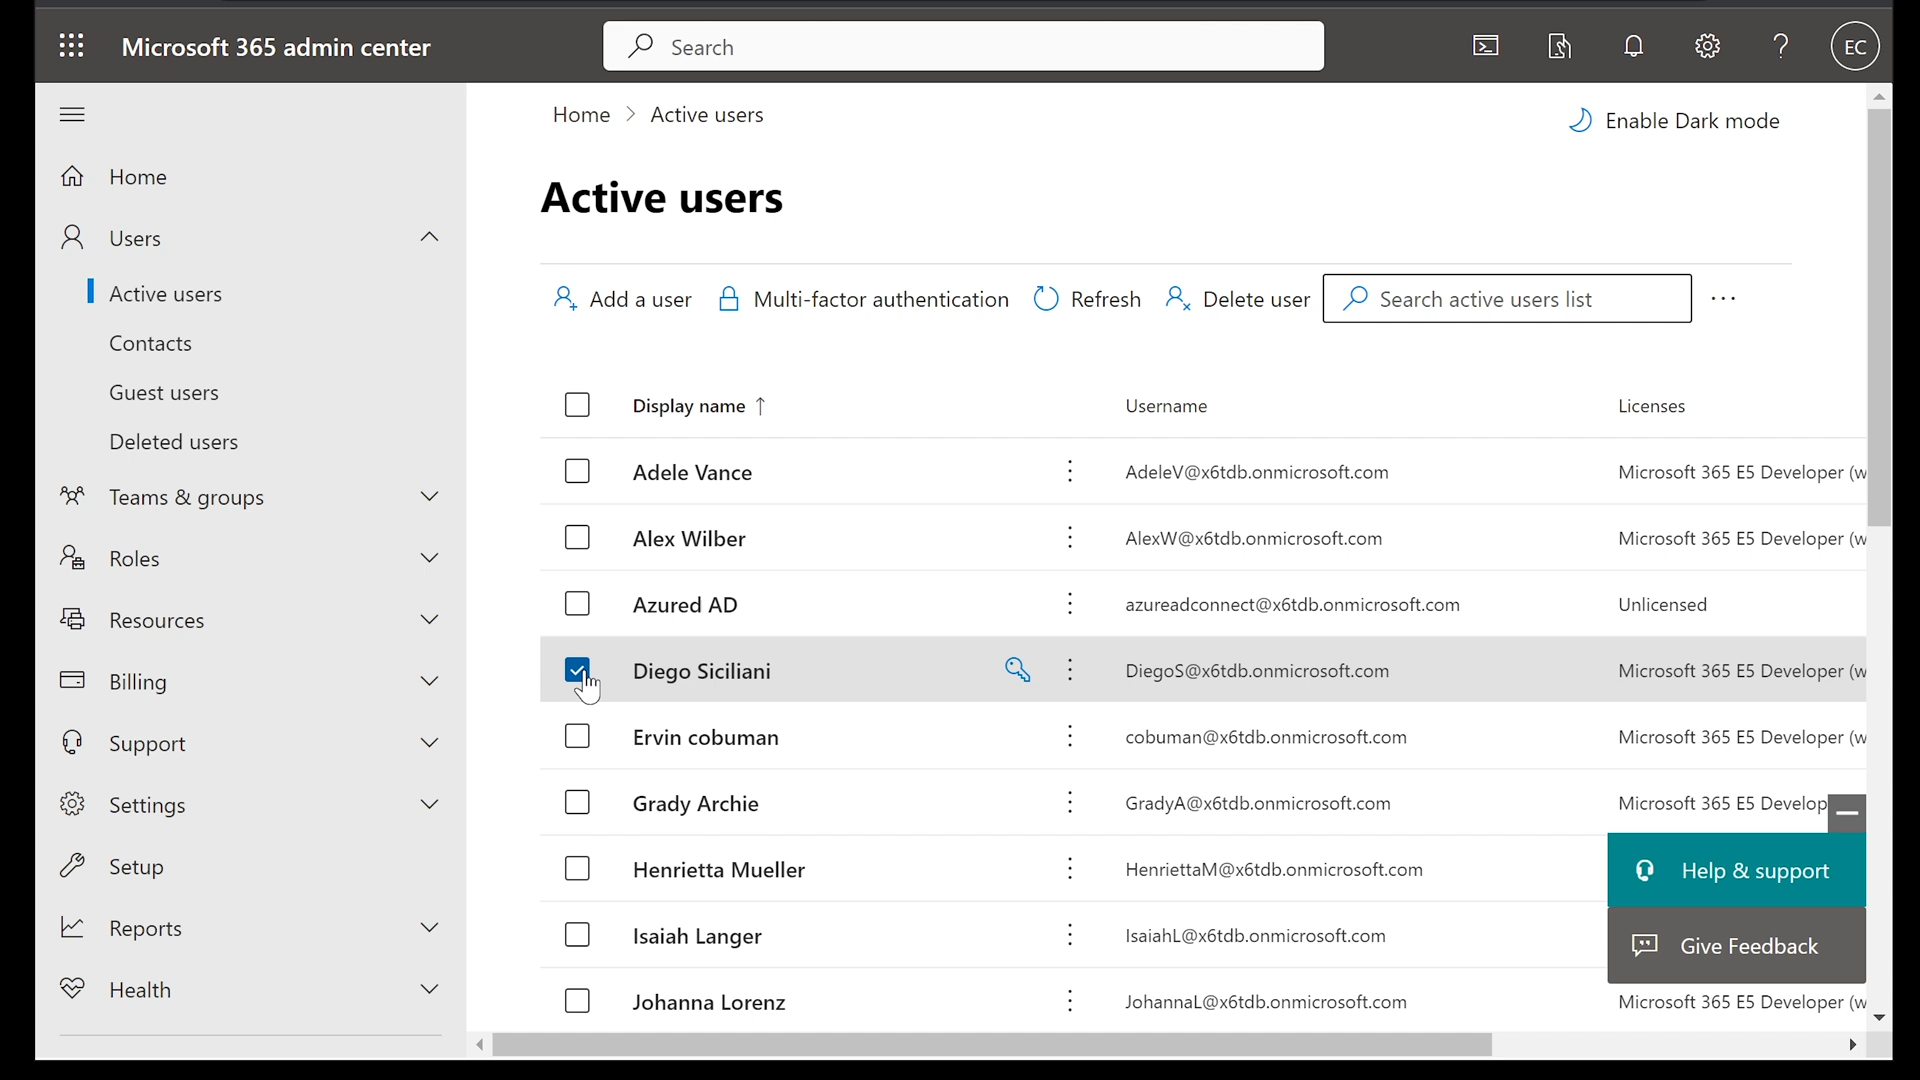 Microsoft 365 admin center
Search
EC
Home > Active users
Enable Dark mode
Home
Users
Active users
Contacts
Guest users
Deleted users
Teams & groups
Roles
Resources
Billing
Support
Settings
Setup
Reports
Health
Active users
Add a user Multi-factor authentication Refresh Delete user Search active users list ...
Display name ↑ Username Licenses
Adele Vance AdeleV@x6tdb.onmicrosoft.com Microsoft 365 E5 Developer (w
Alex Wilber AlexW@x6tdb.onmicrosoft.com Microsoft 365 E5 Developer (w
Azured AD azureadconnect@x6tdb.onmicrosoft.com Unlicensed
Diego Siciliani DiegoS@x6tdb.onmicrosoft.com Microsoft 365 E5 Developer (w
Ervin cobuman cobuman@x6tdb.onmicrosoft.com Microsoft 365 E5 Developer (w
Grady Archie GradyA@x6tdb.onmicrosoft.com Microsoft 365 E5 Develop
Henrietta Mueller HenriettaM@x6tdb.onmicrosoft.com
Isaiah Langer IsaiahL@x6tdb.onmicrosoft.com
Johanna Lorenz JohannaL@x6tdb.onmicrosoft.com Microsoft 365 E5 Developer (w
Help & support
Give Feedback